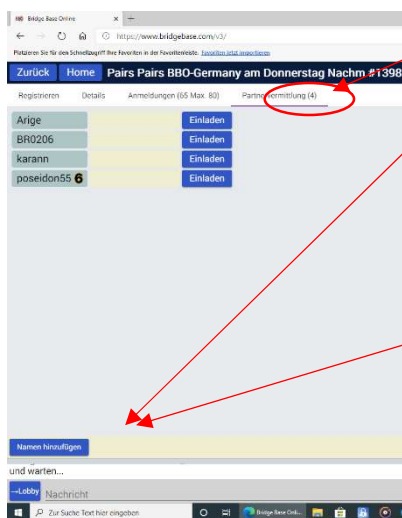 Bridge Base Online
https://www.bridgebase.com/v3/
Platzieren Sie für den Schnellzugriff Ihre Favoriten in der Favoritenleiste. Favoriten jetzt importieren
Zurück Home Pairs Pairs BBO-Germany am Donnerstag Nachm #1398
Registrieren Details Anmeldungen (65 Max. 80) Partnervermittlung (4)
Arige Einladen
BR0206 Einladen
karann Einladen
poseidon55 6 Einladen
Namen hinzufügen
und warten...
→Lobby Nachricht
Zur Suche Text hier eingeben Bridge Base Onli...